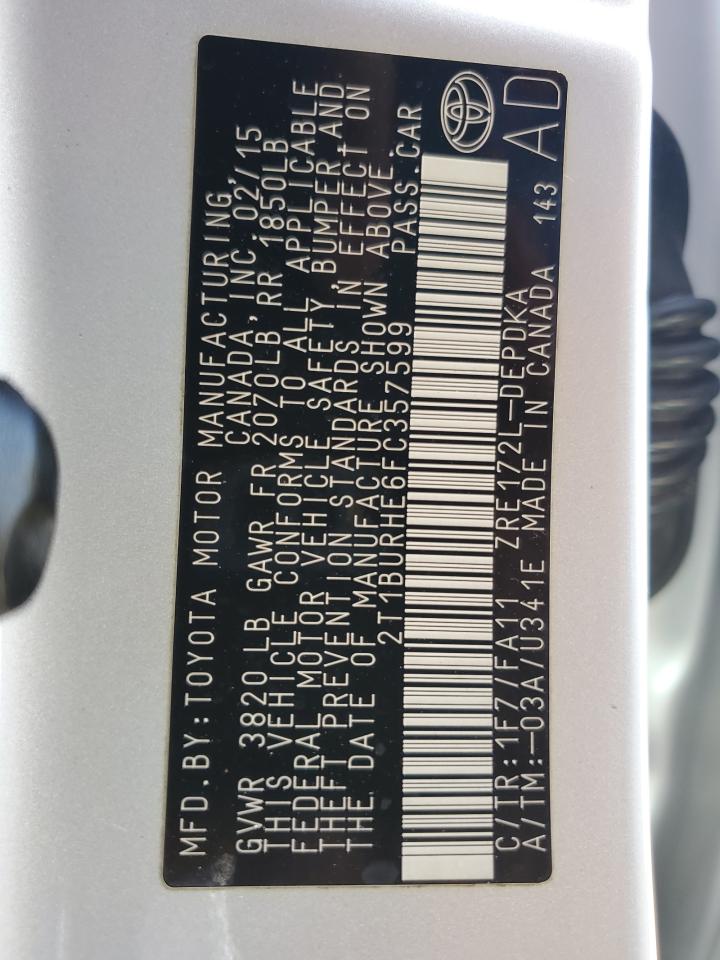 MFD.BY:TOYOTA MOTOR MANUFACTURING
CANADA, INC. 02/15
GVWR 3820 LB GAWR FR 2070LB RR 1850LB
THIS VEHICLE CONFORMS TO ALL APPLICABLE
FEDERAL MOTOR VEHICLE SAFETY, BUMPER, AND
THEFT PREVENTION STANDARDS IN EFFECT ON
THE DATE OF MANUFACTURE SHOWN ABOVE.
2T1BURHE6FC357599 PASS.CAR
C/TR:1F7/FA11 ZRE172L-DEPDKA
A/TM:-03A/U341E MADE IN CANADA 143
AD